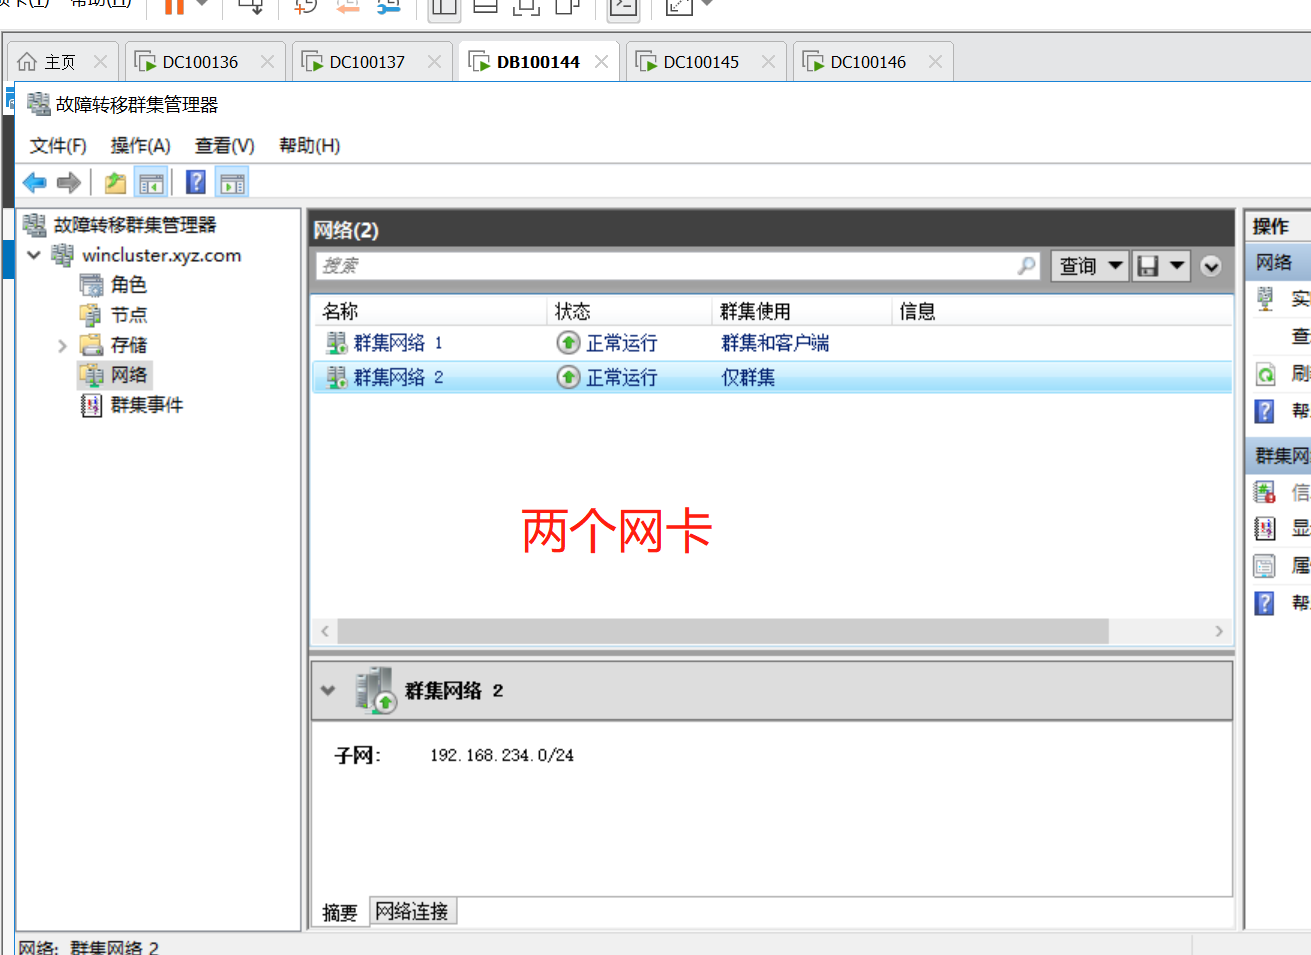 帮助(H)
主页 DC100136 DC100137 DB100144 DC100145 DC100146
故障转移群集管理器
文件(F) 操作(A) 查看(V) 帮助(H)
故障转移群集管理器
wincluster.xyz.com
角色
节点
存储
网络
群集事件
网络(2)
搜索 查询
名称 状态 群集使用 信息
群集网络 1 正常运行 群集和客户端
群集网络 2 正常运行 仅群集
两个网卡
群集网络 2
子网: 192.168.234.0/24
摘要 网络连接
操作
网络
查
刷
帮
群集网
信
显
属
帮
网络: 群集网络 2